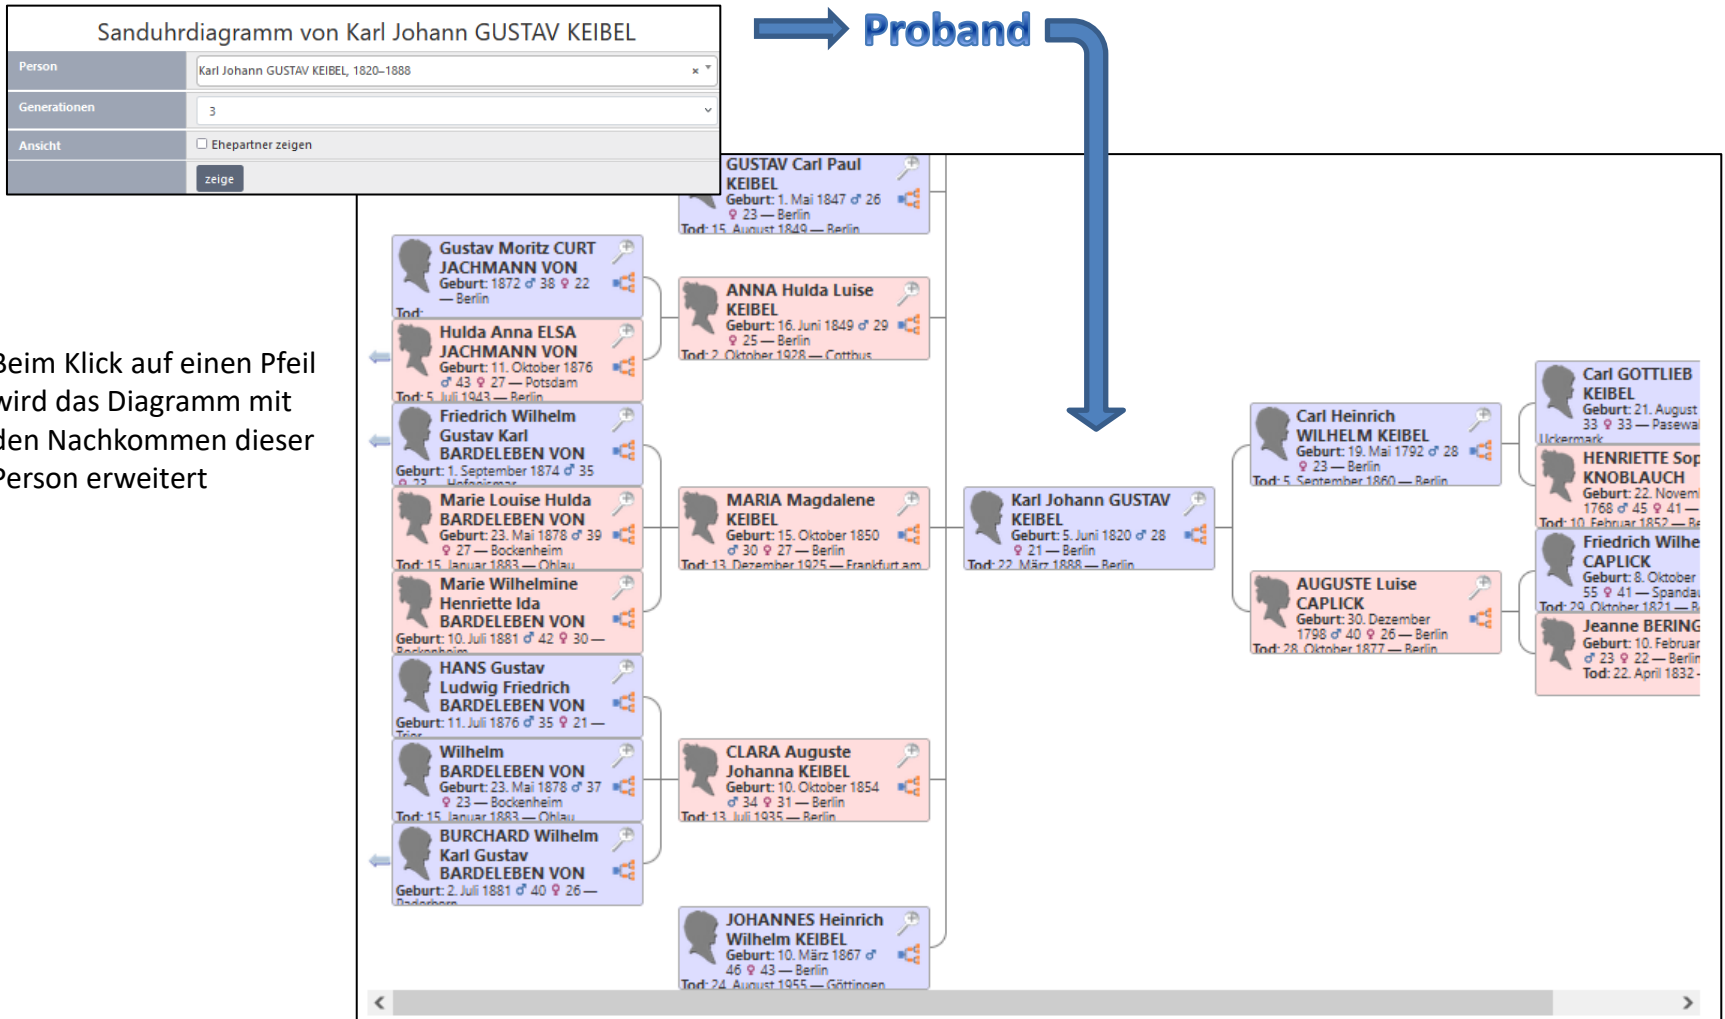 Sanduhrdiagramm von Karl Johann GUSTAV KEIBEL
Person
Karl Johann GUSTAV KEIBEL, 1820–1888
Generationen
3
Ansicht
Ehepartner zeigen
zeige
Proband
Beim Klick auf einen Pfeil
wird das Diagramm mit
den Nachkommen dieser
Person erweitert
Gustav Moritz CURT
JACHMANN VON
Geburt: 1872 ♂ 38 ♀ 22
— Berlin
Tod:
Hulda Anna ELSA
JACHMANN VON
Geburt: 11. Oktober 1876
♂ 43 ♀ 27 — Potsdam
Tod: 5. Juli 1943 — Berlin
Friedrich Wilhelm
Gustav Karl
BARDELEBEN VON
Geburt: 1. September 1874 ♂ 35
♀ 23 — Hofgeismar
Marie Louise Hulda
BARDELEBEN VON
Geburt: 23. Mai 1878 ♂ 39
♀ 27 — Bockenheim
Tod: 15. Januar 1883 — Ohlau
Marie Wilhelmine
Henriette Ida
BARDELEBEN VON
Geburt: 10. Juli 1881 ♂ 42 ♀ 30 —
Bockenheim
HANS Gustav
Ludwig Friedrich
BARDELEBEN VON
Geburt: 11. Juli 1876 ♂ 35 ♀ 21 —
Trier
Wilhelm
BARDELEBEN VON
Geburt: 23. Mai 1878 ♂ 37
♀ 23 — Bockenheim
Tod: 15. Januar 1883 — Ohlau
BURCHARD Wilhelm
Karl Gustav
BARDELEBEN VON
Geburt: 2. Juli 1881 ♂ 40 ♀ 26 —
Paderborn
GUSTAV Carl Paul
KEIBEL
Geburt: 1. Mai 1847 ♂ 26
♀ 23 — Berlin
Tod: 15. August 1849 — Berlin
ANNA Hulda Luise
KEIBEL
Geburt: 16. Juni 1849 ♂ 29
♀ 25 — Berlin
Tod: 2. Oktober 1928 — Cottbus
MARIA Magdalene
KEIBEL
Geburt: 15. Oktober 1850
♂ 30 ♀ 27 — Berlin
Tod: 13. Dezember 1925 — Frankfurt am
CLARA Auguste
Johanna KEIBEL
Geburt: 10. Oktober 1854
♂ 34 ♀ 31 — Berlin
Tod: 13. Juli 1935 — Berlin
JOHANNES Heinrich
Wilhelm KEIBEL
Geburt: 10. März 1867 ♂
46 ♀ 43 — Berlin
Tod: 24. August 1955 — Göttingen
Karl Johann GUSTAV
KEIBEL
Geburt: 5. Juni 1820 ♂ 28
♀ 21 — Berlin
Tod: 22. März 1888 — Berlin
Carl Heinrich
WILHELM KEIBEL
Geburt: 19. Mai 1792 ♂ 28
♀ 23 — Berlin
Tod: 5. September 1860 — Berlin
AUGUSTE Luise
CAPLICK
Geburt: 30. Dezember
1798 ♂ 40 ♀ 26 — Berlin
Tod: 28. Oktober 1877 — Berlin
Carl GOTTLIEB
KEIBEL
Geburt: 21. August
33 ♀ 33 — Pasewal
Uckermark
HENRIETTE Sop
KNOBLAUCH
Geburt: 22. Novem
1768 ♂ 45 ♀ 41 —
Tod: 10. Februar 1852 — Be
Friedrich Wilhe
CAPLICK
Geburt: 8. Oktober
55 ♀ 41 — Spandau
Tod: 29. Oktober 1821 — B
Jeanne BERING
Geburt: 10. Februar
♂ 23 ♀ 22 — Berlin
Tod: 22. April 1832 -